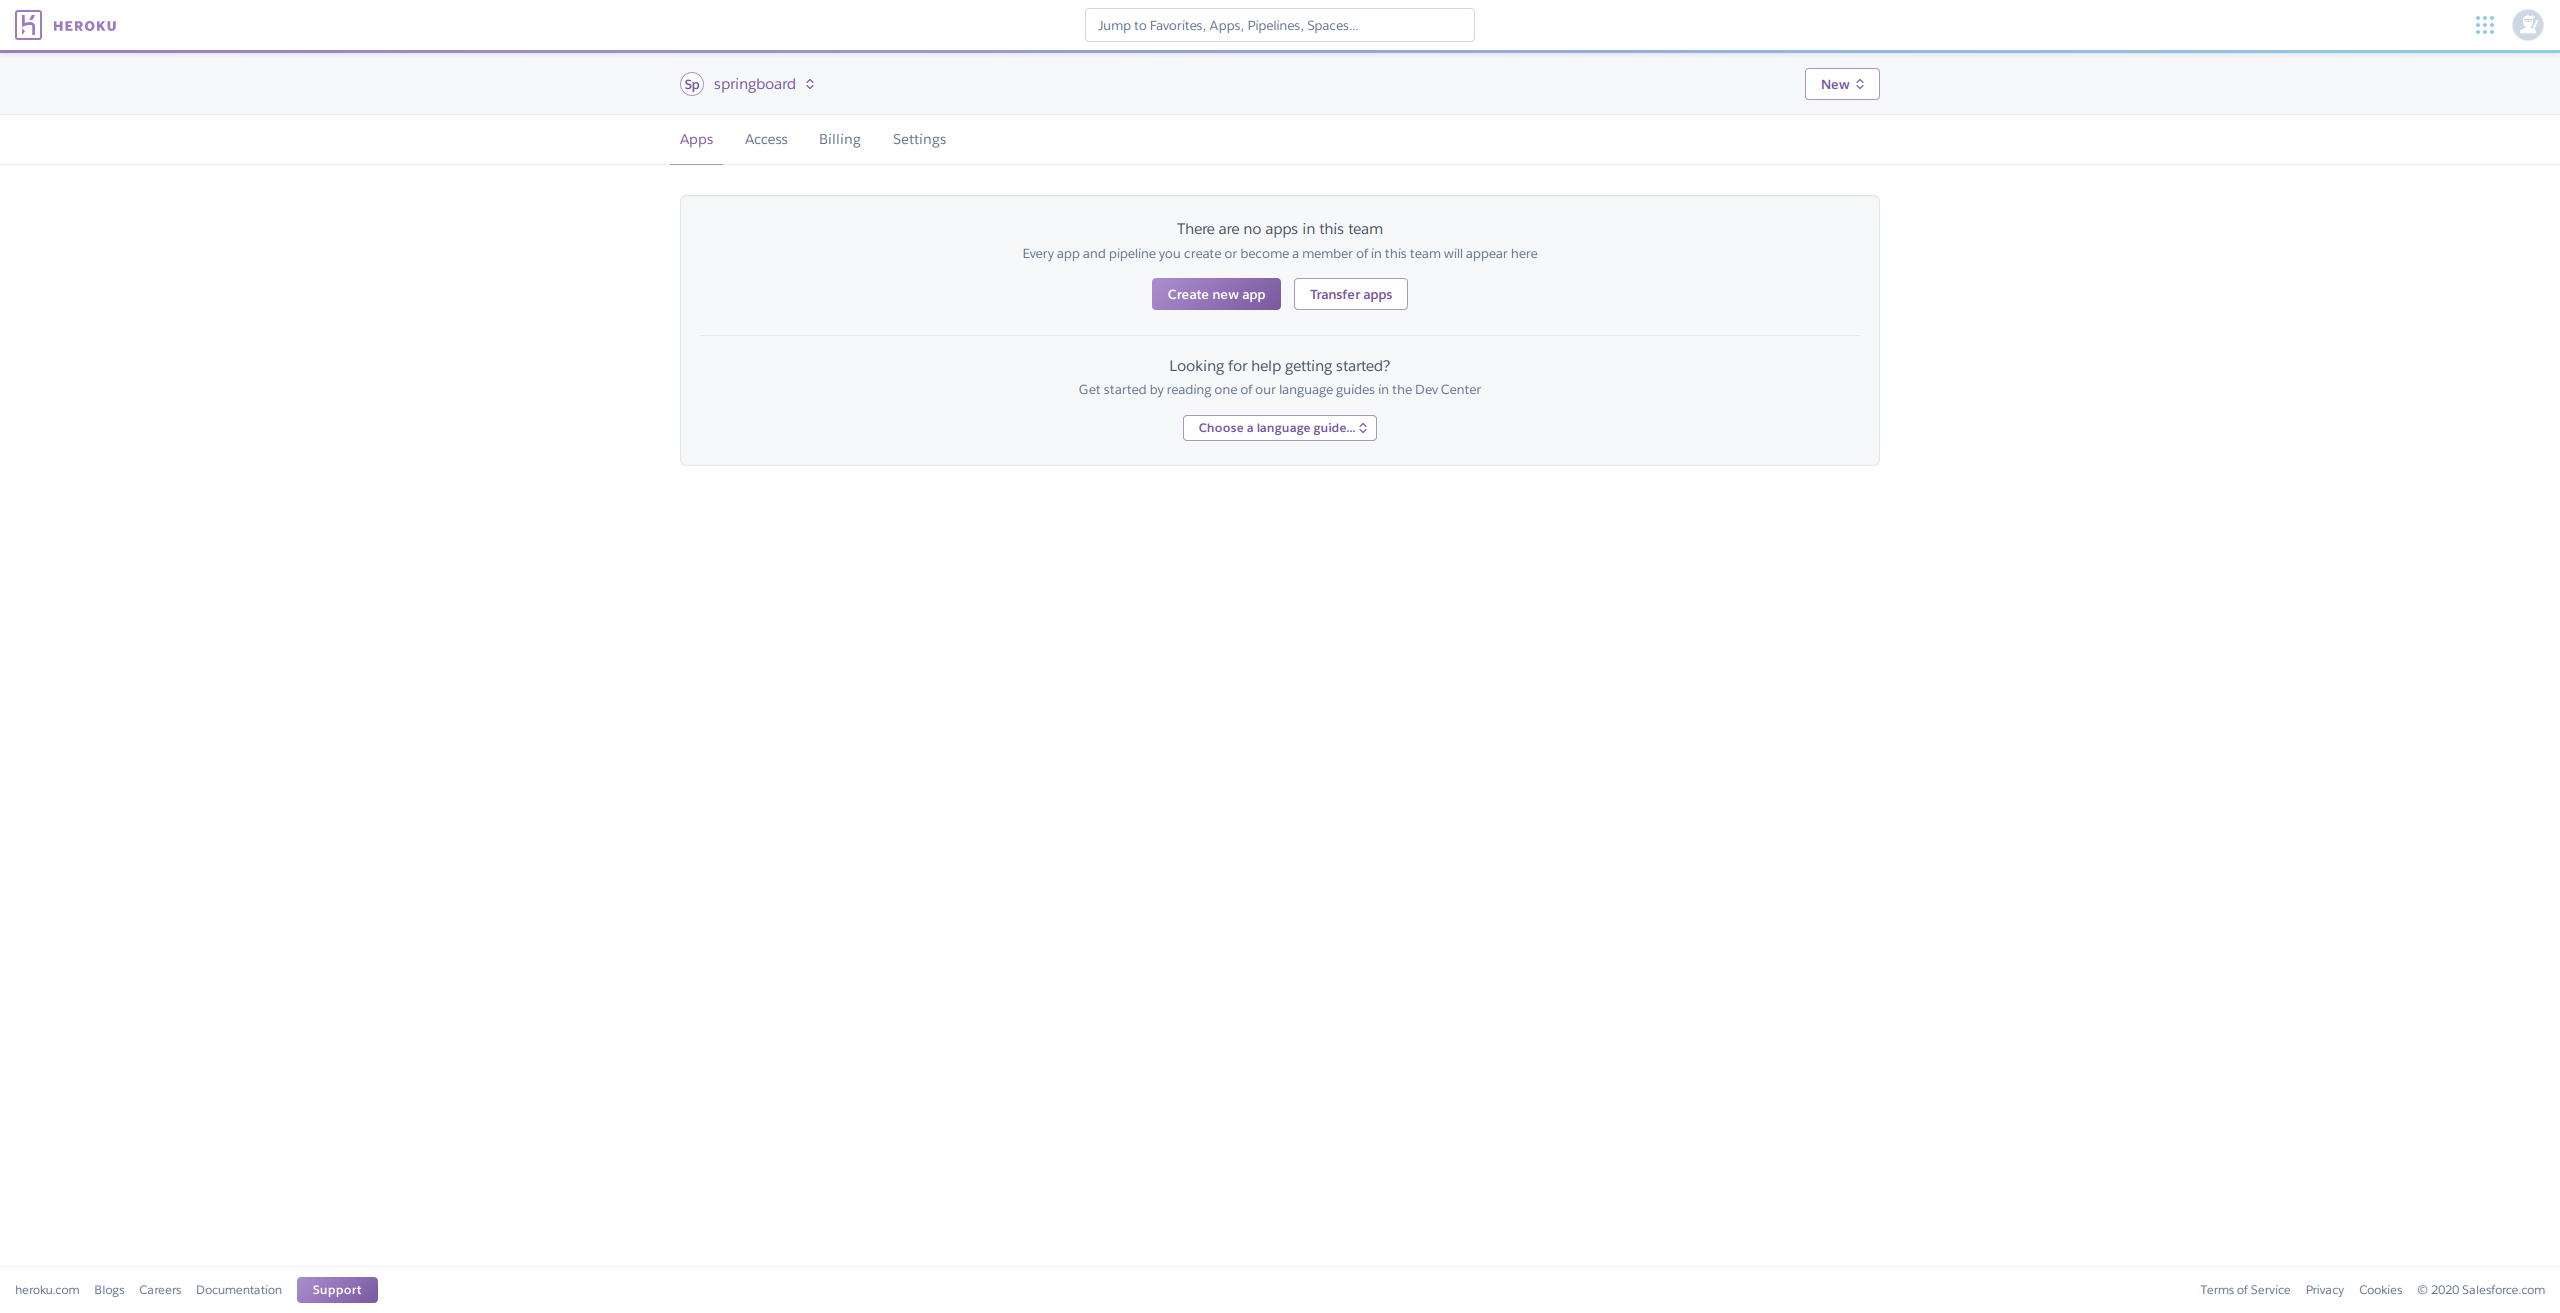 HEROKU
Jump to Favorites, Apps, Pipelines, Spaces...
Sp springboard
New
Apps Access Billing Settings
There are no apps in this team
Every app and pipeline you create or become a member of in this team will appear here
Create new app Transfer apps
Looking for help getting started?
Get started by reading one of our language guides in the Dev Center
Choose a language guide...
heroku.com Blogs Careers Documentation Support
Terms of Service Privacy Cookies © 2020 Salesforce.com